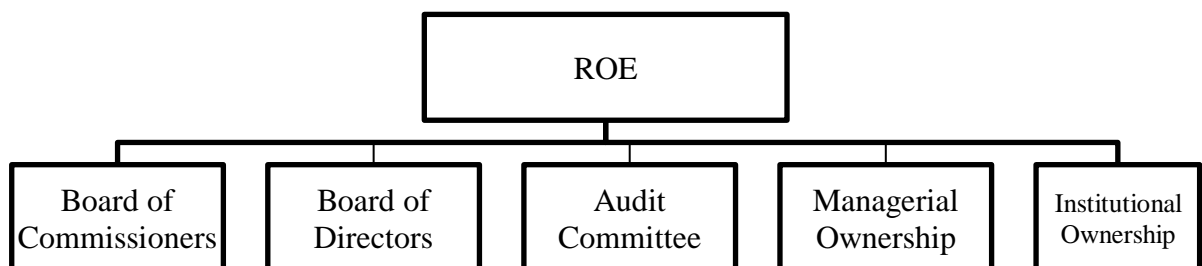 ROE
Board of
Commissioners
Board of
Directors
Audit
Committee
Managerial
Ownership
Institutional
Ownership